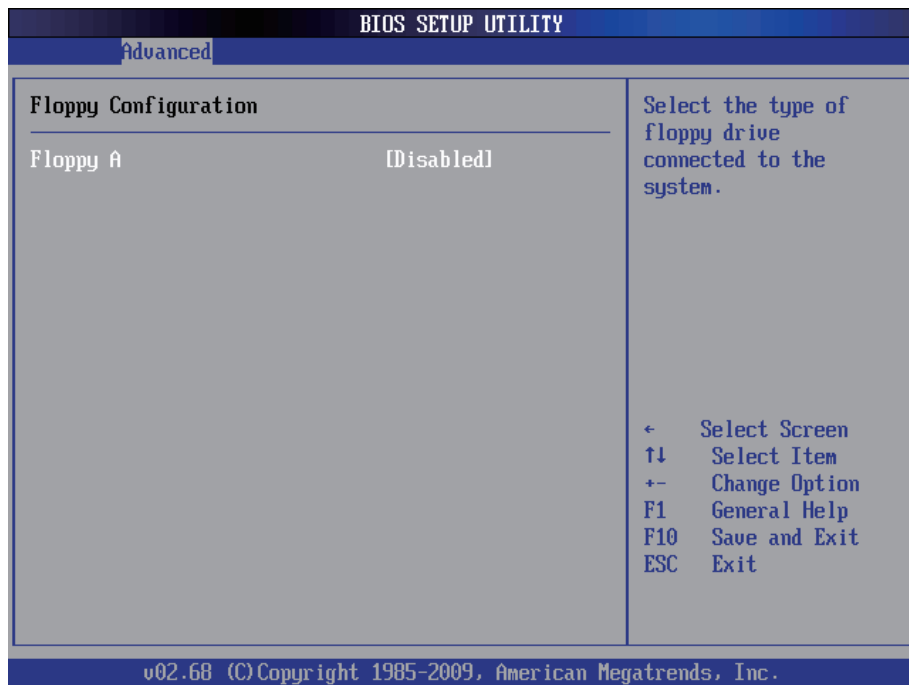 BIOS SETUP UTILITY
Advanced
Floppy Configuration
Floppy A [Disabled]
Select the type of
floppy drive
connected to the
system.
← Select Screen
↑↓ Select Item
+- Change Option
F1 General Help
F10 Save and Exit
ESC Exit
v02.68 (C)Copyright 1985-2009, American Megatrends, Inc.